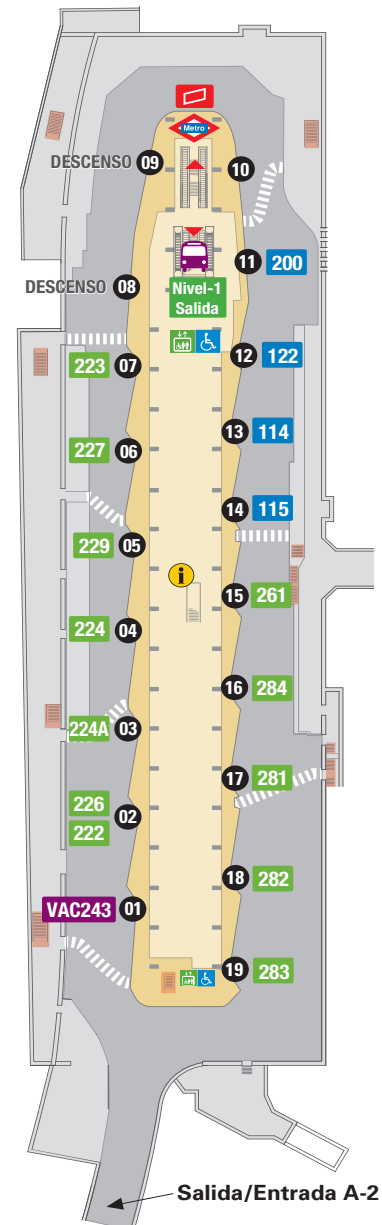 Metro
DESCENSO 09
10
11 200
DESCENSO 08
Nivel-1
Salida
12 122
223 07
13 114
227 06
14 115
229 05
i
15 261
224 04
16 284
224A 03
17 281
226
222
02
18 282
VAC243 01
19 283
Salida/Entrada A-2